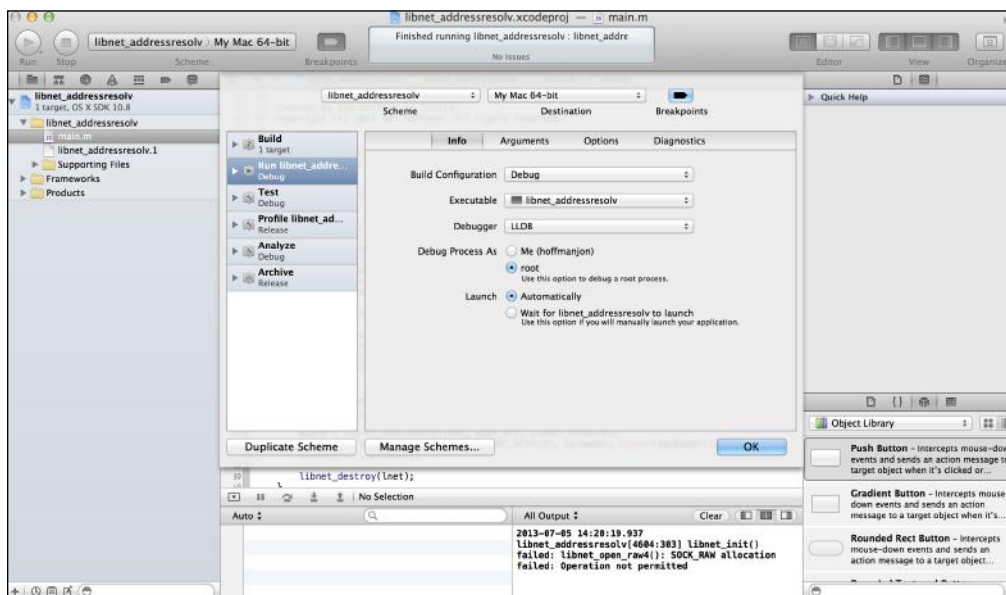 libnet_addressresolv.xcodeproj — main.m
libnet_addressresolv My Mac 64-bit
Finished running libnet_addressresolv : libnet_addre
No Issues
Run Stop Scheme Breakpoints Editor View Organize
libnet_addressresolv
1 target, OS X SDK 10.8
libnet_addressresolv
main.m
libnet_addressresolv.1
Supporting Files
Frameworks
Products
libnet_addressresolv My Mac 64-bit
Scheme Destination Breakpoints
Build
1 target
Run libnet_addre...
Debug
Test
Debug
Profile libnet_ad...
Release
Analyze
Debug
Archive
Release
Info Arguments Options Diagnostics
Build Configuration Debug
Executable libnet_addressresolv
Debugger LLDB
Debug Process As Me (hoffmanjon)
root
Use this option to debug a root process.
Launch Automatically
Wait for libnet_addressresolv to launch
Use this option if you will manually launch your application.
Duplicate Scheme Manage Schemes... OK
libnet_destroy(lnet);
}
No Selection
Auto All Output Clear
2013-07-05 14:20:19.937
libnet_addressresolv[4604:303] libnet_init()
failed: libnet_open_raw4(): SOCK_RAW allocation
failed: Operation not permitted
Quick Help
{}
Object Library
Push Button – Intercepts mouse-down
events and sends an action message to
target object when it's clicked or...
Gradient Button – Intercepts mouse-
down events and sends an action
message to a target object when it's...
Rounded Rect Button – Intercepts
mouse-down events and sends an
action message to a target object...